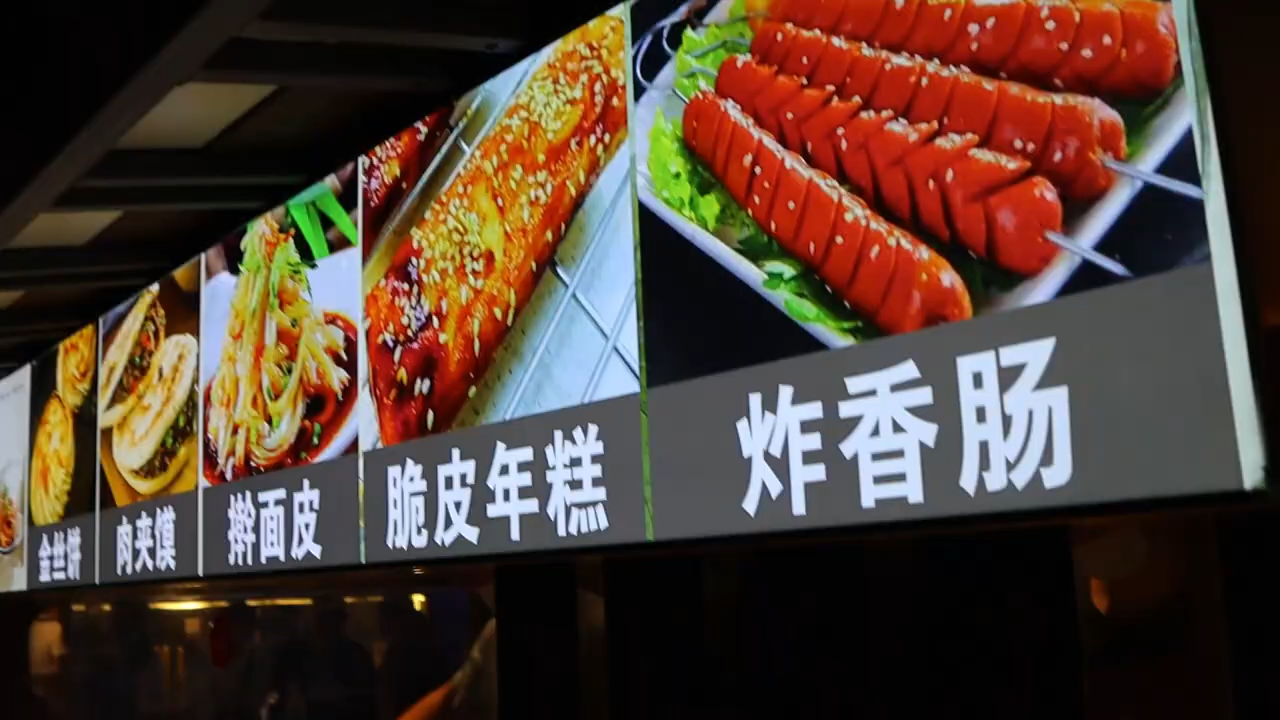 金丝饼
肉夹馍
擀面皮
脆皮年糕
炸香肠